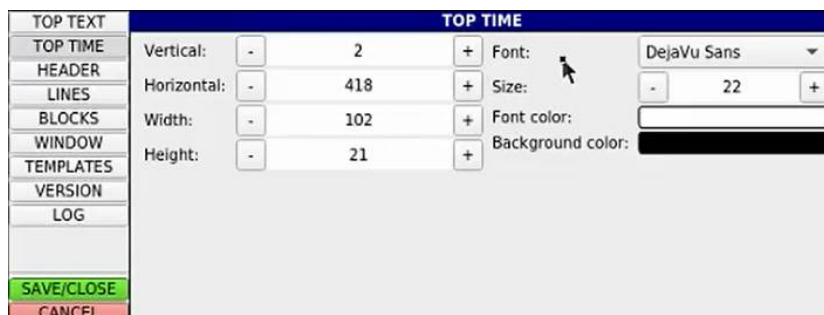 TOP TEXT
TOP TIME
HEADER
LINES
BLOCKS
WINDOW
TEMPLATES
VERSION
LOG
SAVE/CLOSE
CANCEL
TOP TIME
Vertical: - 2 +
Horizontal: - 418 +
Width: - 102 +
Height: - 21 +
Font: DejaVu Sans
Size: - 22 +
Font color:
Background color: